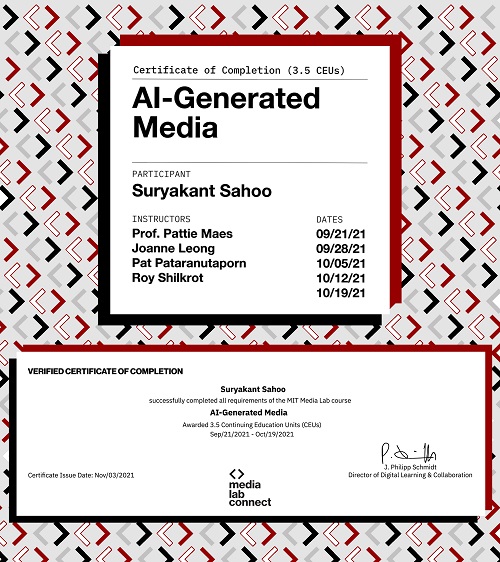 Certificate of Completion (3.5 CEUs)
AI-Generated
Media
PARTICIPANT
Suryakant Sahoo
INSTRUCTORS
Prof. Pattie Maes
Joanne Leong
Pat Pataranutaporn
Roy Shilkrot
DATES
09/21/21
09/28/21
10/05/21
10/12/21
10/19/21
VERIFIED CERTIFICATE OF COMPLETION
Suryakant Sahoo
successfully completed all requirements of the MIT Media Lab course
AI-Generated Media
Awarded 3.5 Continuing Education Units (CEUs)
Sep/21/2021 - Oct/19/2021
Certificate Issue Date: Nov/03/2021
media
lab
connect
J. Philipp Schmidt
Director of Digital Learning & Collaboration